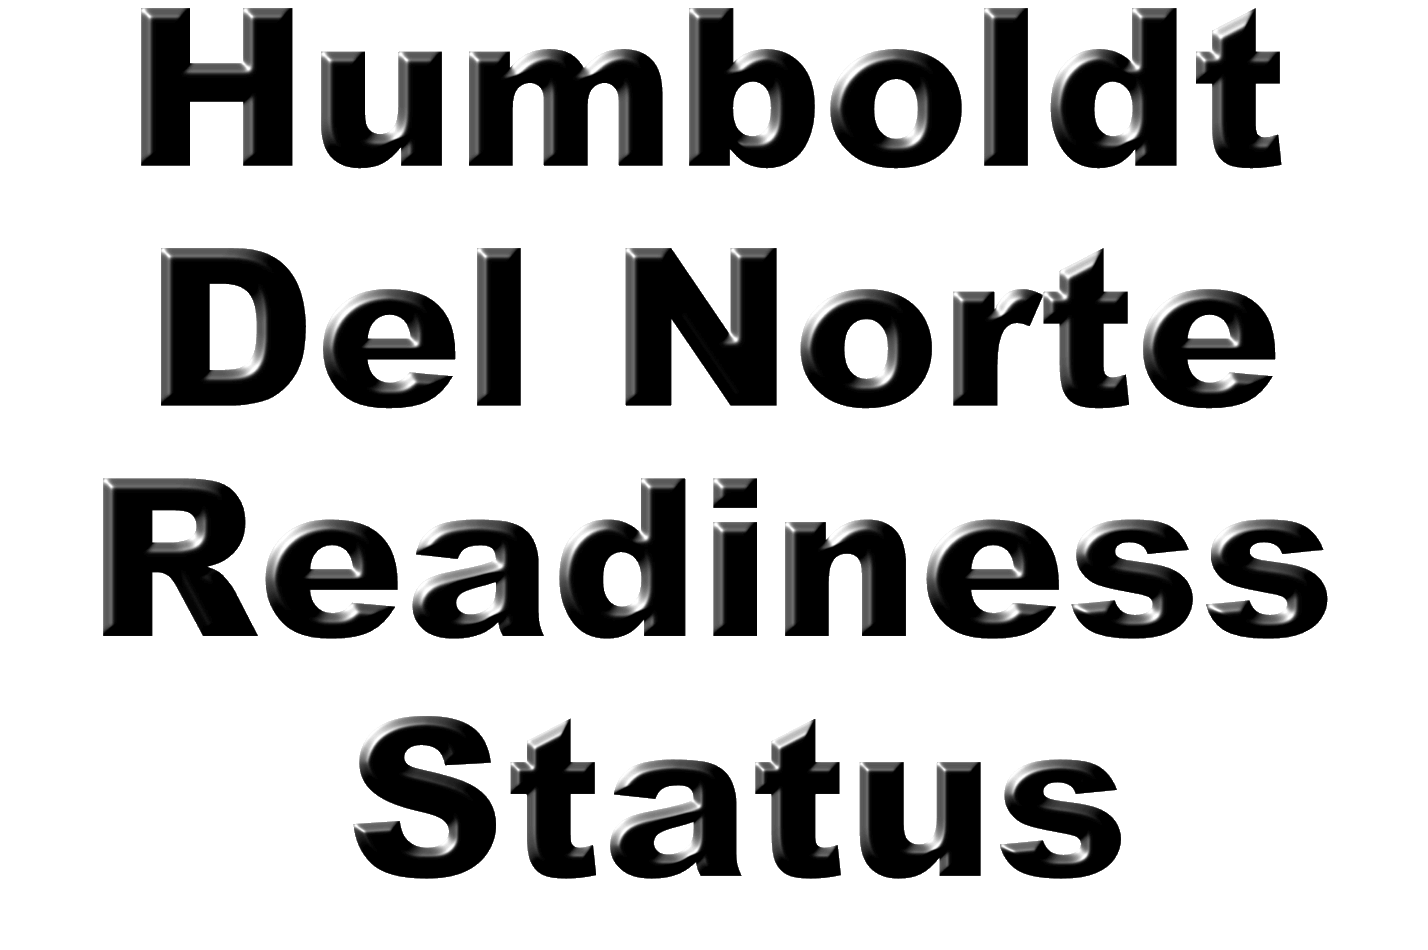 Humboldt
Del Norte
Readiness
Status